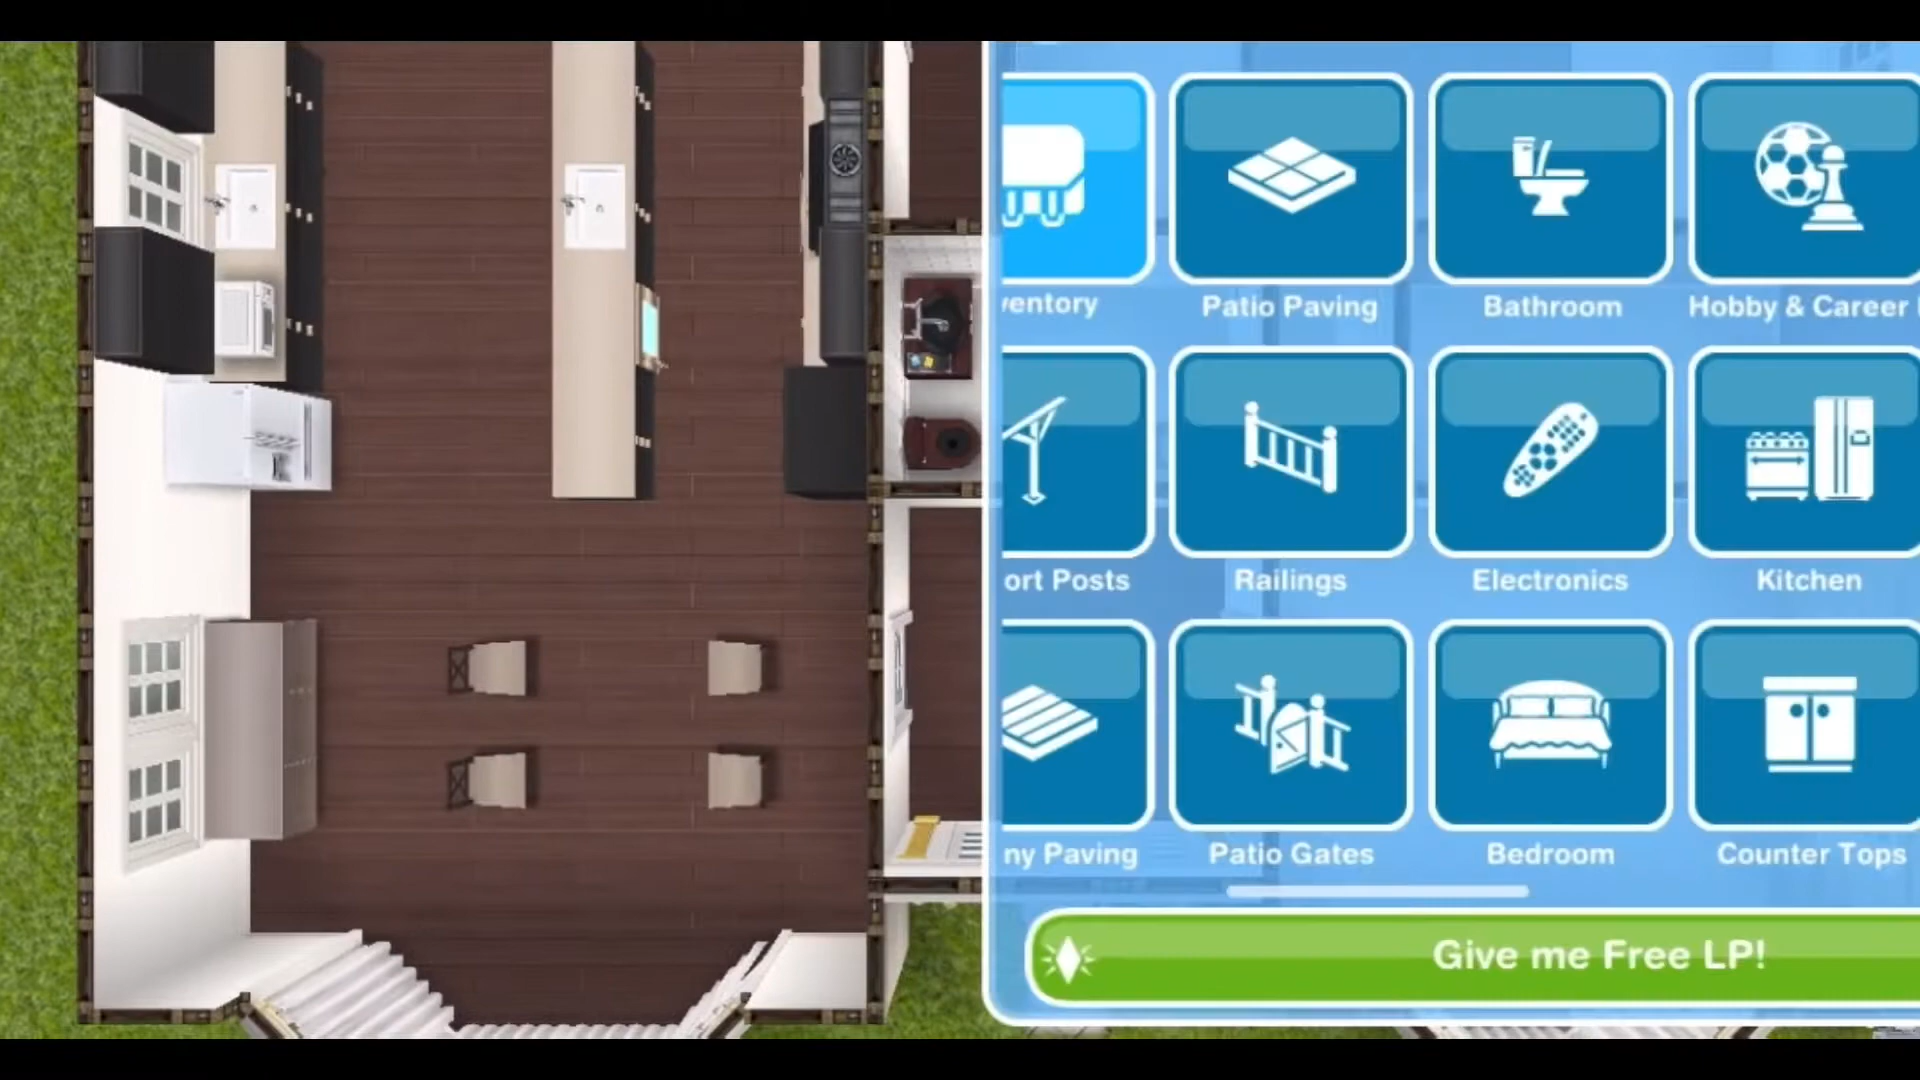 ventory
Patio Paving
Bathroom
Hobby & Career
ort Posts
Railings
Electronics
Kitchen
ny Paving
Patio Gates
Bedroom
Counter Tops
Give me Free LP!